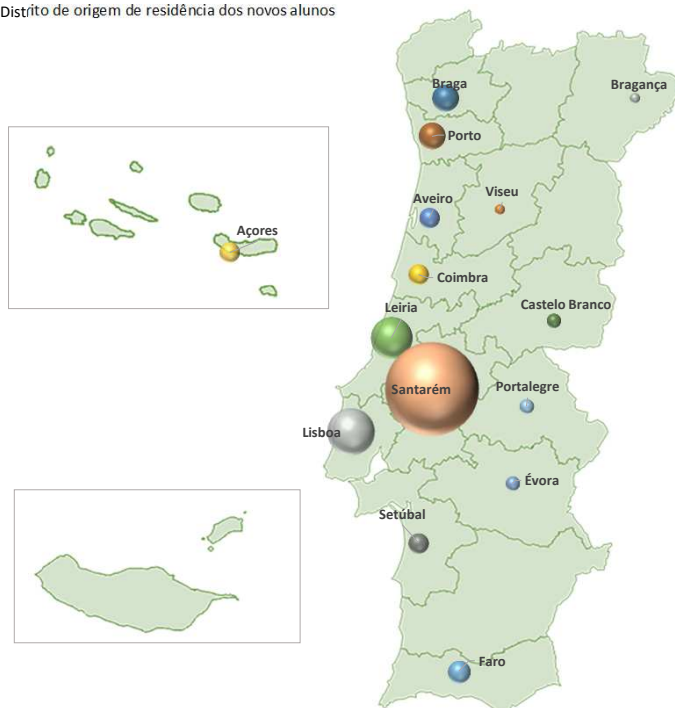 Distrito de origem de residência dos novos alunos
Braga
Bragança
Porto
Viseu
Aveiro
Açores
Coimbra
Castelo Branco
Leiria
Santarém
Portalegre
Lisboa
Évora
Setúbal
Faro